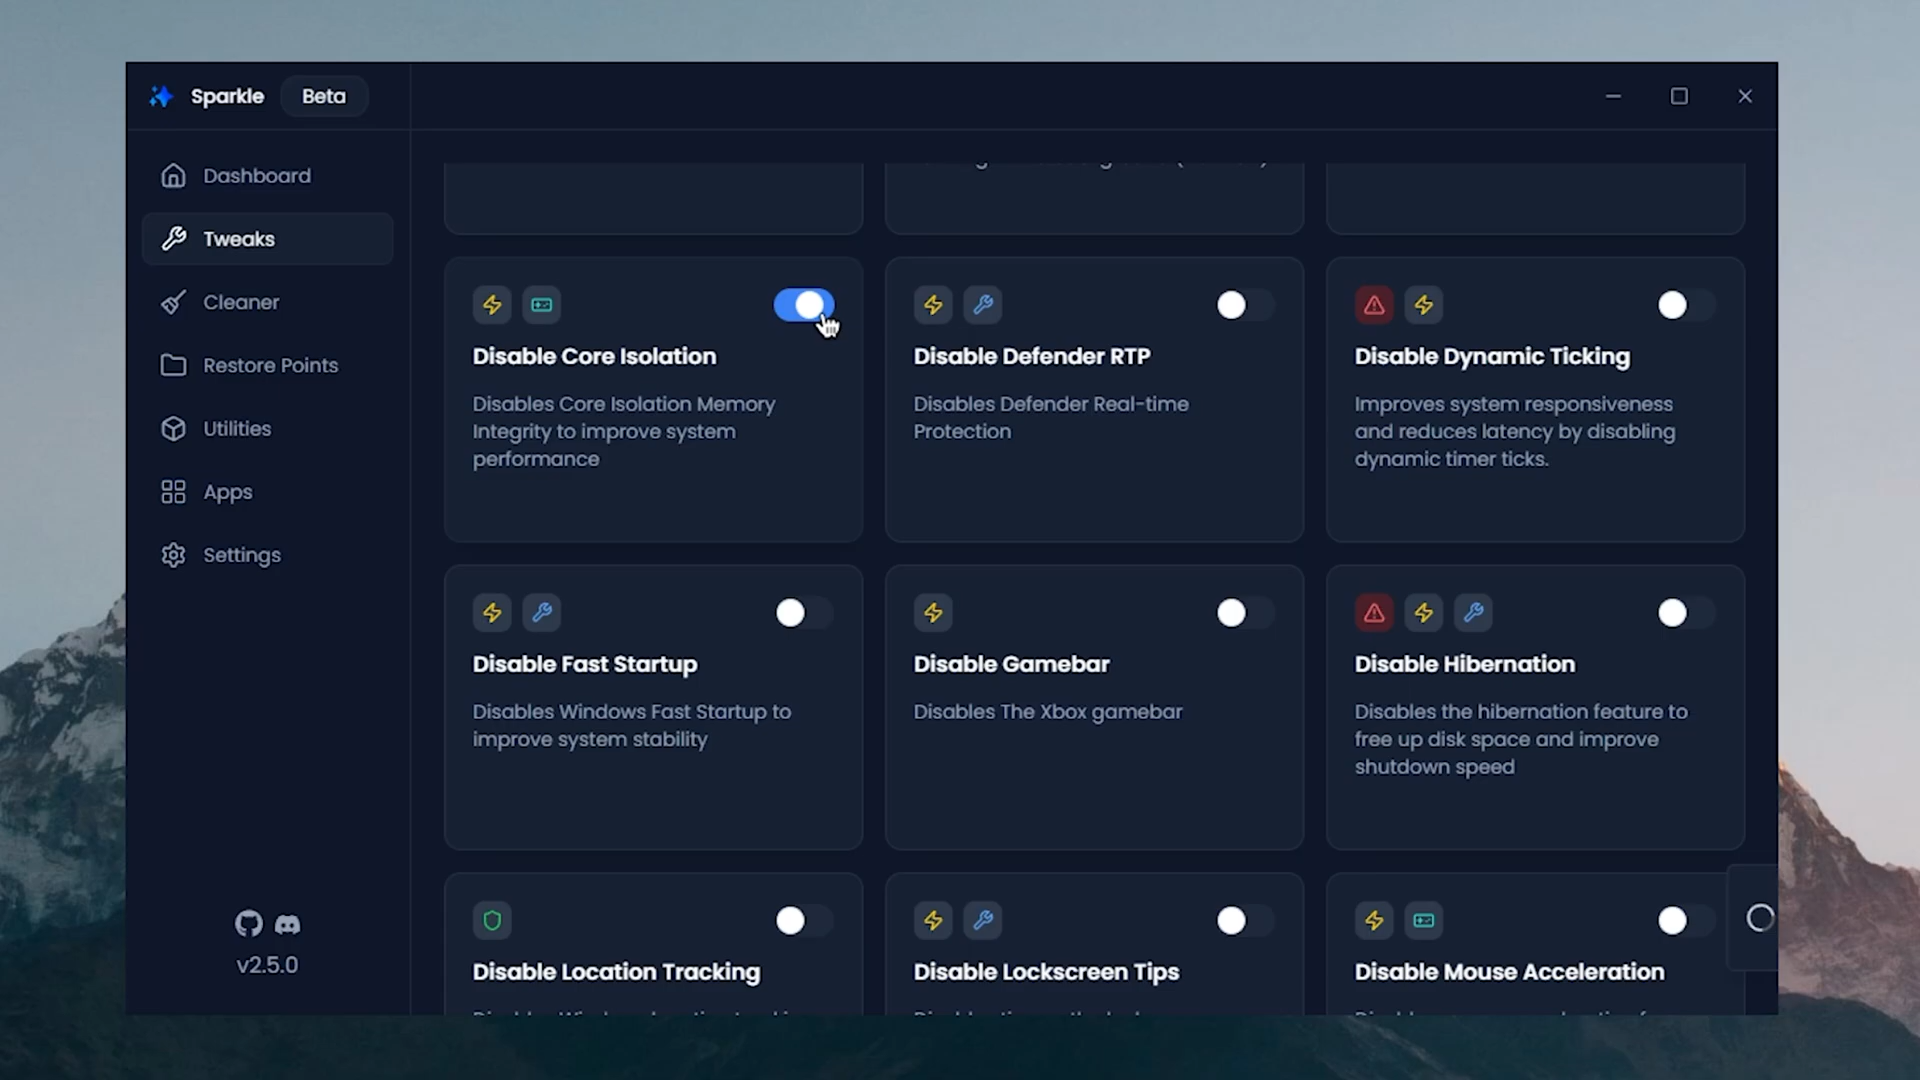 Sparkle Beta
Dashboard
Tweaks
Cleaner
Restore Points
Utilities
Apps
Settings
v2.5.0
Disable Core Isolation
Disables Core Isolation Memory
Integrity to improve system
performance
Disable Defender RTP
Disables Defender Real-time
Protection
Disable Dynamic Ticking
Improves system responsiveness
and reduces latency by disabling
dynamic timer ticks.
Disable Fast Startup
Disables Windows Fast Startup to
improve system stability
Disable Gamebar
Disables The Xbox gamebar
Disable Hibernation
Disables the hibernation feature to
free up disk space and improve
shutdown speed
Disable Location Tracking
Disable Lockscreen Tips
Disable Mouse Acceleration